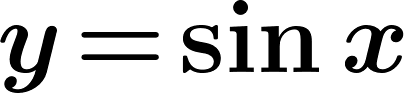 y = sin x